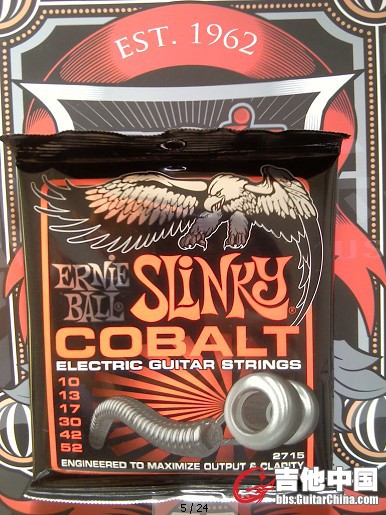 EST. 1962
ERNIE
BALL
SLINKY
®
COBALT
ELECTRIC GUITAR STRINGS
10
13
17
30
42
52
2715
ENGINEERED TO MAXIMIZE OUTPUT & CLARITY
吉他中国
bbs.GuitarChina.com
5 / 24